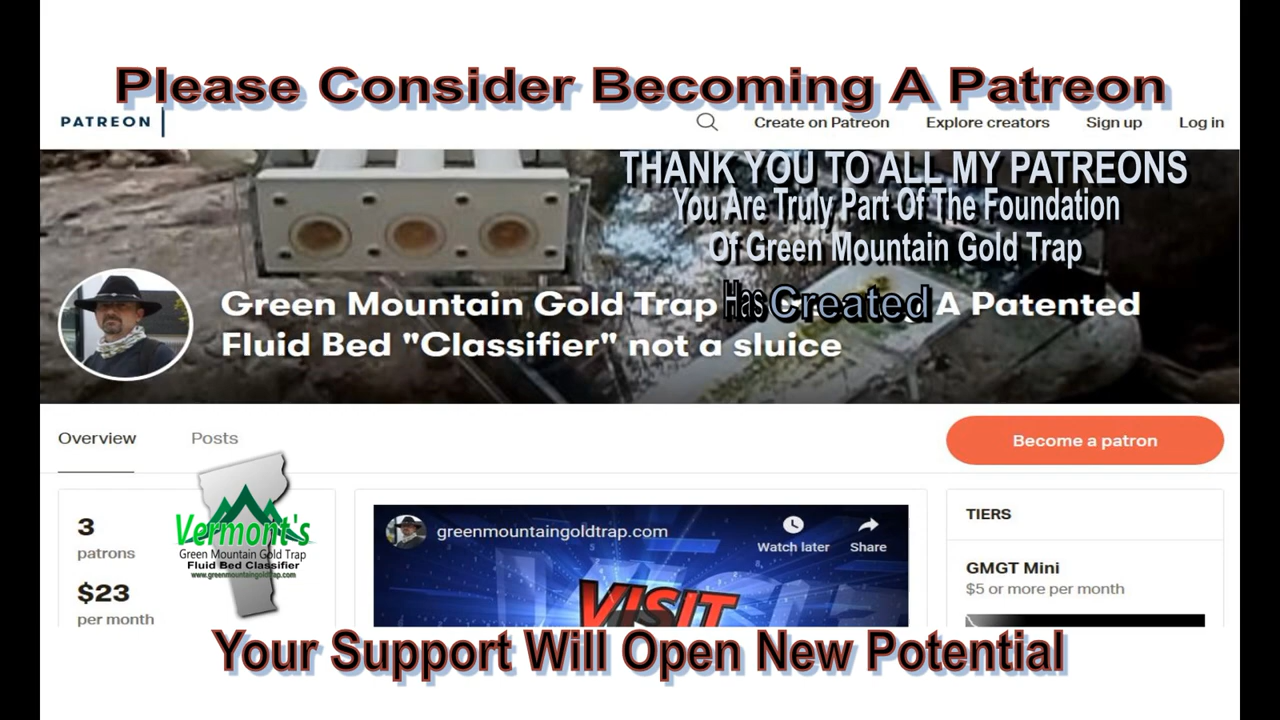 Please Consider Becoming A Patreon
PATREON
Create on Patreon
Explore creators
Sign up
Log in
THANK YOU TO ALL MY PATREONS
You Are Truly Part Of The Foundation
Of Green Mountain Gold Trap
Green Mountain Gold Trap Has Created A Patented
Fluid Bed "Classifier" not a sluice
Overview
Posts
Become a patron
3
patrons
$23
per month
Vermont's
Green Mountain Gold Trap
Fluid Bed Classifier
www.greenmountaingoldtrap.com
greenmountaingoldtrap.com
Watch later
Share
VISIT
TIERS
GMGT Mini
$5 or more per month
Your Support Will Open New Potential